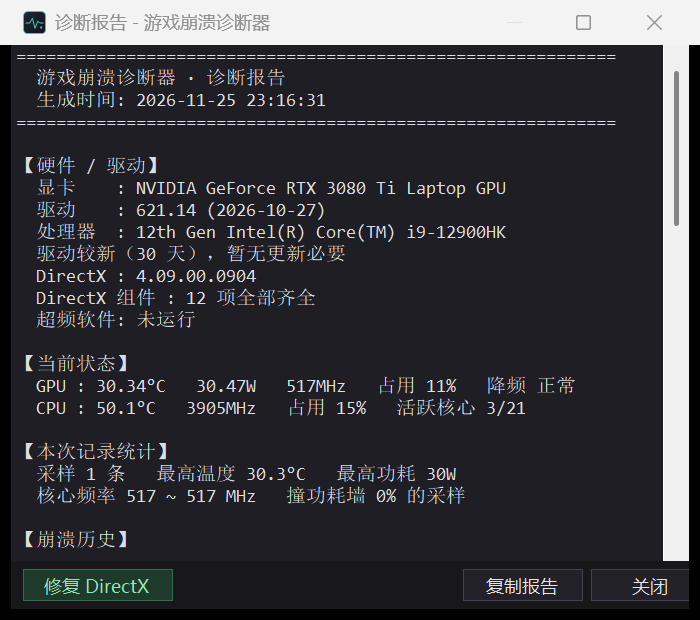 诊断报告 - 游戏崩溃诊断器
============================================================
游戏崩溃诊断器 · 诊断报告
生成时间: 2026-11-25 23:16:31
============================================================
【硬件 / 驱动】
显卡 : NVIDIA GeForce RTX 3080 Ti Laptop GPU
驱动 : 621.14 (2026-10-27)
处理器 : 12th Gen Intel(R) Core(TM) i9-12900HK
驱动较新（30 天），暂无更新必要
DirectX : 4.09.00.0904
DirectX 组件 : 12 项全部齐全
超频软件: 未运行
【当前状态】
GPU : 30.34°C 30.47W 517MHz 占用 11% 降频 正常
CPU : 50.1°C 3905MHz 占用 15% 活跃核心 3/21
【本次记录统计】
采样 1 条 最高温度 30.3°C 最高功耗 30W
核心频率 517 ~ 517 MHz 撞功耗墙 0% 的采样
【崩溃历史】
修复 DirectX 复制报告 关闭